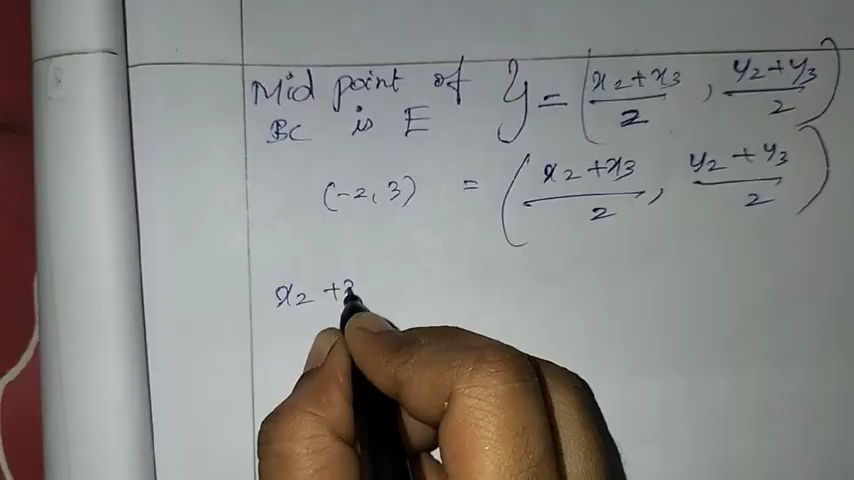 Mid point of } = (x₂+x₃/2 , y₂+y₃/2)
BC is E
(-2, 3) = (x₂+x₃/2 , y₂+y₃/2)
x₂ +